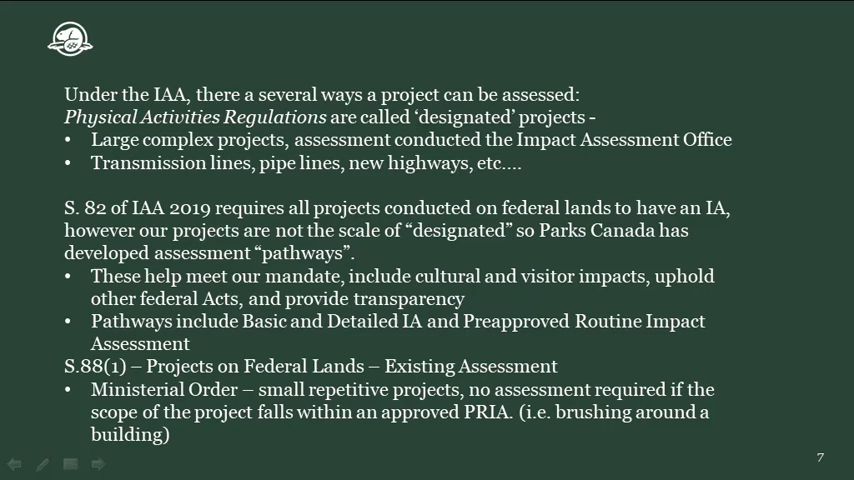 Under the IAA, there a several ways a project can be assessed:
Physical Activities Regulations are called ‘designated’ projects -
• Large complex projects, assessment conducted the Impact Assessment Office
• Transmission lines, pipe lines, new highways, etc....
S. 82 of IAA 2019 requires all projects conducted on federal lands to have an IA,
however our projects are not the scale of “designated” so Parks Canada has
developed assessment “pathways”.
• These help meet our mandate, include cultural and visitor impacts, uphold
other federal Acts, and provide transparency
• Pathways include Basic and Detailed IA and Preapproved Routine Impact
Assessment
S.88(1) – Projects on Federal Lands – Existing Assessment
• Ministerial Order – small repetitive projects, no assessment required if the
scope of the project falls within an approved PRIA. (i.e. brushing around a
building)
7